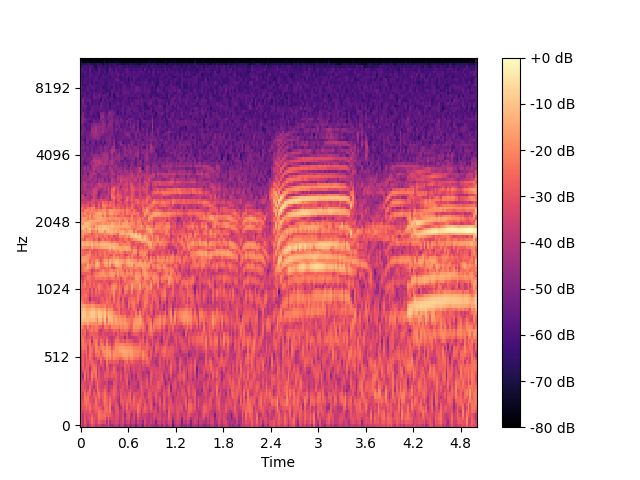 8192
4096
2048
1024
512
0
Hz
0 0.6 1.2 1.8 2.4 3 3.6 4.2 4.8
Time
+0 dB
-10 dB
-20 dB
-30 dB
-40 dB
-50 dB
-60 dB
-70 dB
-80 dB